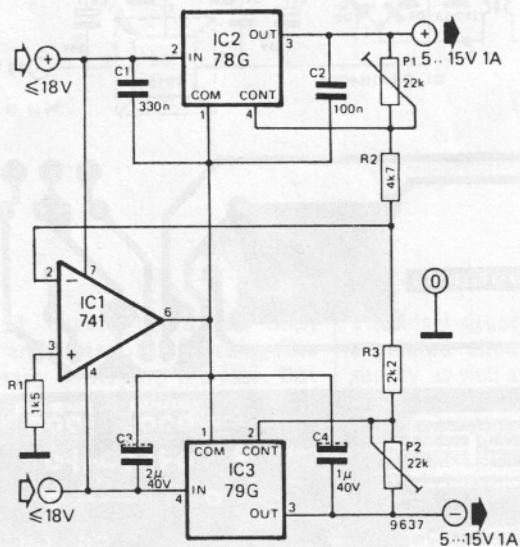 +
≤18V
2
IN
IC2
78G
COM
1
CONT
4
OUT
3
C1
330n
C2
100n
P1
22k
+
5...15V 1A
R2
4k7
2
−
7
IC1
741
6
3
+
4
R1
1k5
0
R3
2k2
C3
2µ
40V
1
COM
2
CONT
IC3
79G
4
IN
OUT
3
C4
1µ
40V
P2
22k
9637
−
≤18V
−
5...15V 1A